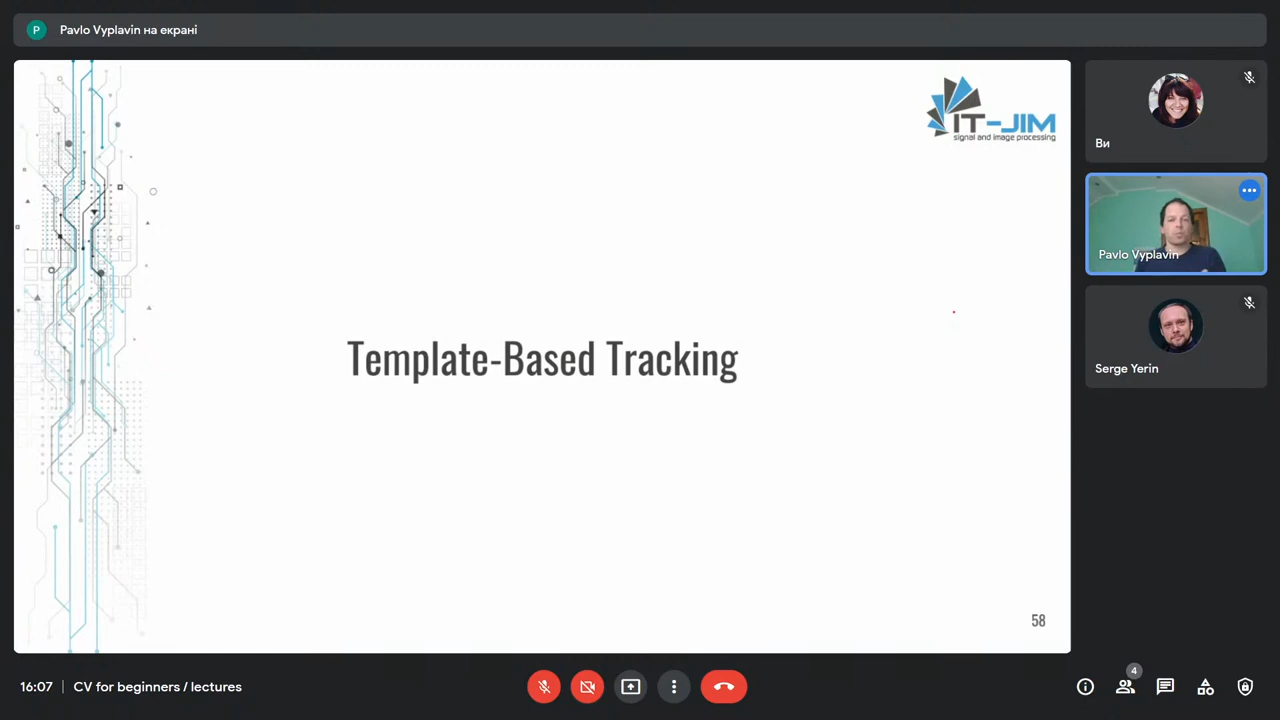 P
Pavlo Vyplavin на екрані
IT-JIM
signal and image processing
Template-Based Tracking
58
Ви
Pavlo Vyplavin
Serge Yerin
16:07 | CV for beginners / lectures
4